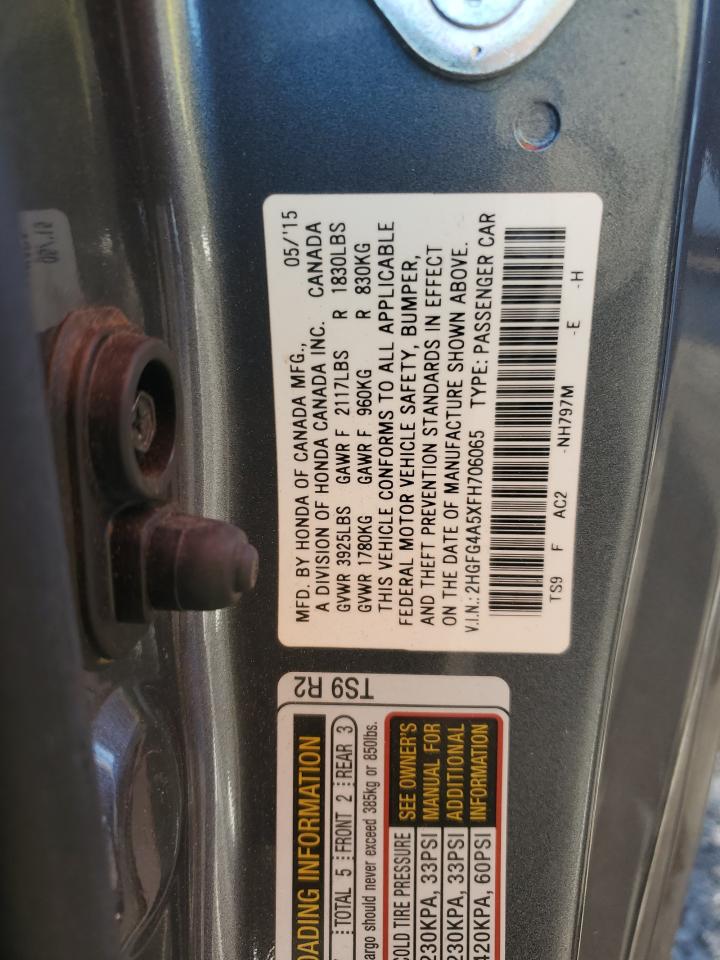 05/'15
MFD. BY HONDA OF CANADA MFG.,
A DIVISION OF HONDA CANADA INC. CANADA
GVWR 3925LBS GAWR F 2117LBS R 1830LBS
GVWR 1780KG GAWR F 960KG R 830KG
THIS VEHICLE CONFORMS TO ALL APPLICABLE
FEDERAL MOTOR VEHICLE SAFETY, BUMPER,
AND THEFT PREVENTION STANDARDS IN EFFECT
ON THE DATE OF MANUFACTURE SHOWN ABOVE.
V.I.N.: 2HGFG4A5XFH706065 TYPE: PASSENGER CAR
TS9 F AC2 -NH797M -E -H
TS9 R2
OADING INFORMATION
TOTAL 5 FRONT 2 REAR 3
argo should never exceed 385kg or 850lbs.
COLD TIRE PRESSURE
230KPA, 33PSI
230KPA, 33PSI
420KPA, 60PSI
SEE OWNER'S
MANUAL FOR
ADDITIONAL
INFORMATION